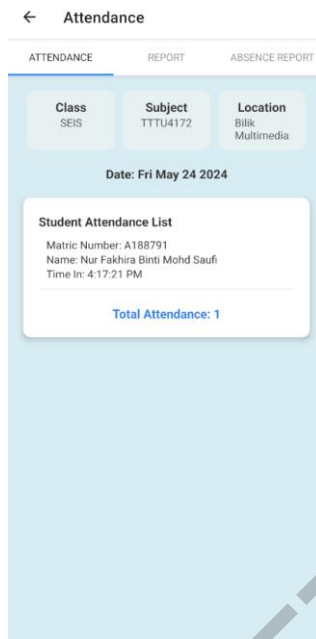 Attendance
ATTENDANCE REPORT ABSENCE REPORT
Class Subject Location
SEIS TTTU4172 Bilik
Multimedia
Date: Fri May 24 2024
Student Attendance List
Matric Number: A188791
Name: Nur Fakhira Binti Mohd Saufi
Time In: 4:17:21 PM
Total Attendance: 1